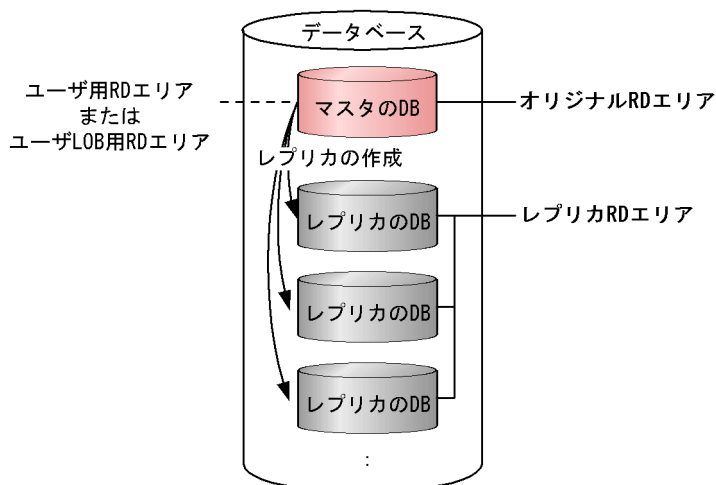 データベース
ユーザ用RDエリア
または
ユーザLOB用RDエリア
マスタのDB
オリジナルRDエリア
レプリカの作成
レプリカのDB
レプリカRDエリア
レプリカのDB
レプリカのDB
: